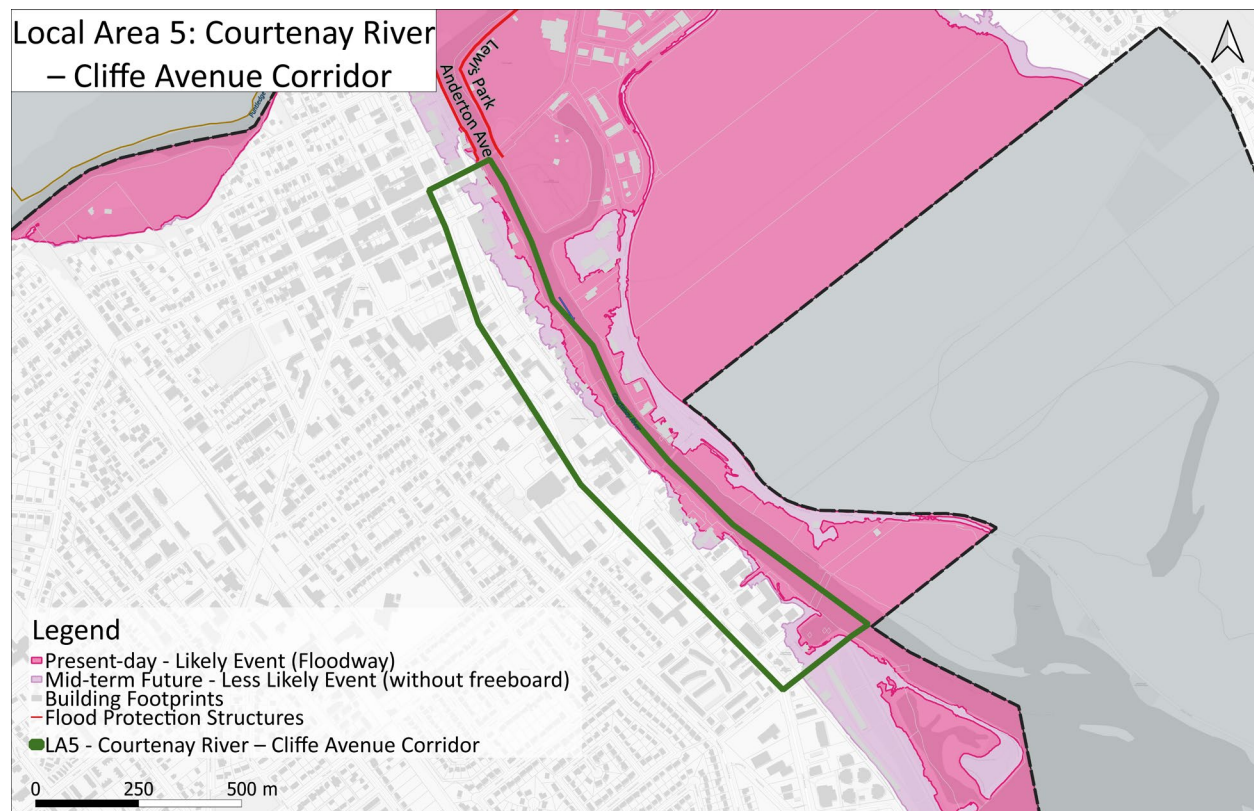 Local Area 5: Courtenay River
– Cliffe Avenue Corridor
Lewis Park
Anderton Ave
Legend
Present-day - Likely Event (Floodway)
Mid-term Future - Less Likely Event (without freeboard)
Building Footprints
Flood Protection Structures
LA5 - Courtenay River – Cliffe Avenue Corridor
0 250 500 m